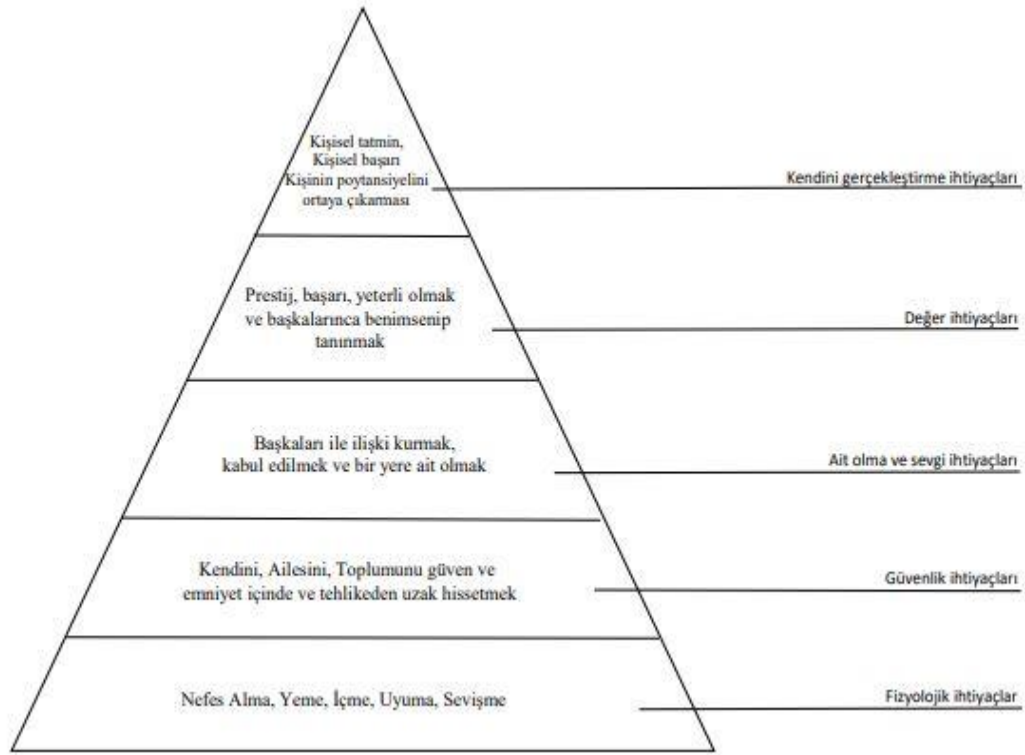 Kişisel tatmin,
Kişisel başarı
Kişinin poytansiyelini
ortaya çıkarması
Kendini gerçekleştirme ihtiyaçları
Prestij, başarı, yeterli olmak
ve başkalarınca benimsenip
tanınmak
Değer ihtiyaçları
Başkaları ile ilişki kurmak,
kabul edilmek ve bir yere ait olmak
Ait olma ve sevgi ihtiyaçları
Kendini, Ailesini, Toplumunu güven ve
emniyet içinde ve tehlikeden uzak hissetmek
Güvenlik ihtiyaçları
Nefes Alma, Yeme, İçme, Uyuma, Sevişme
Fizyolojik ihtiyaçlar